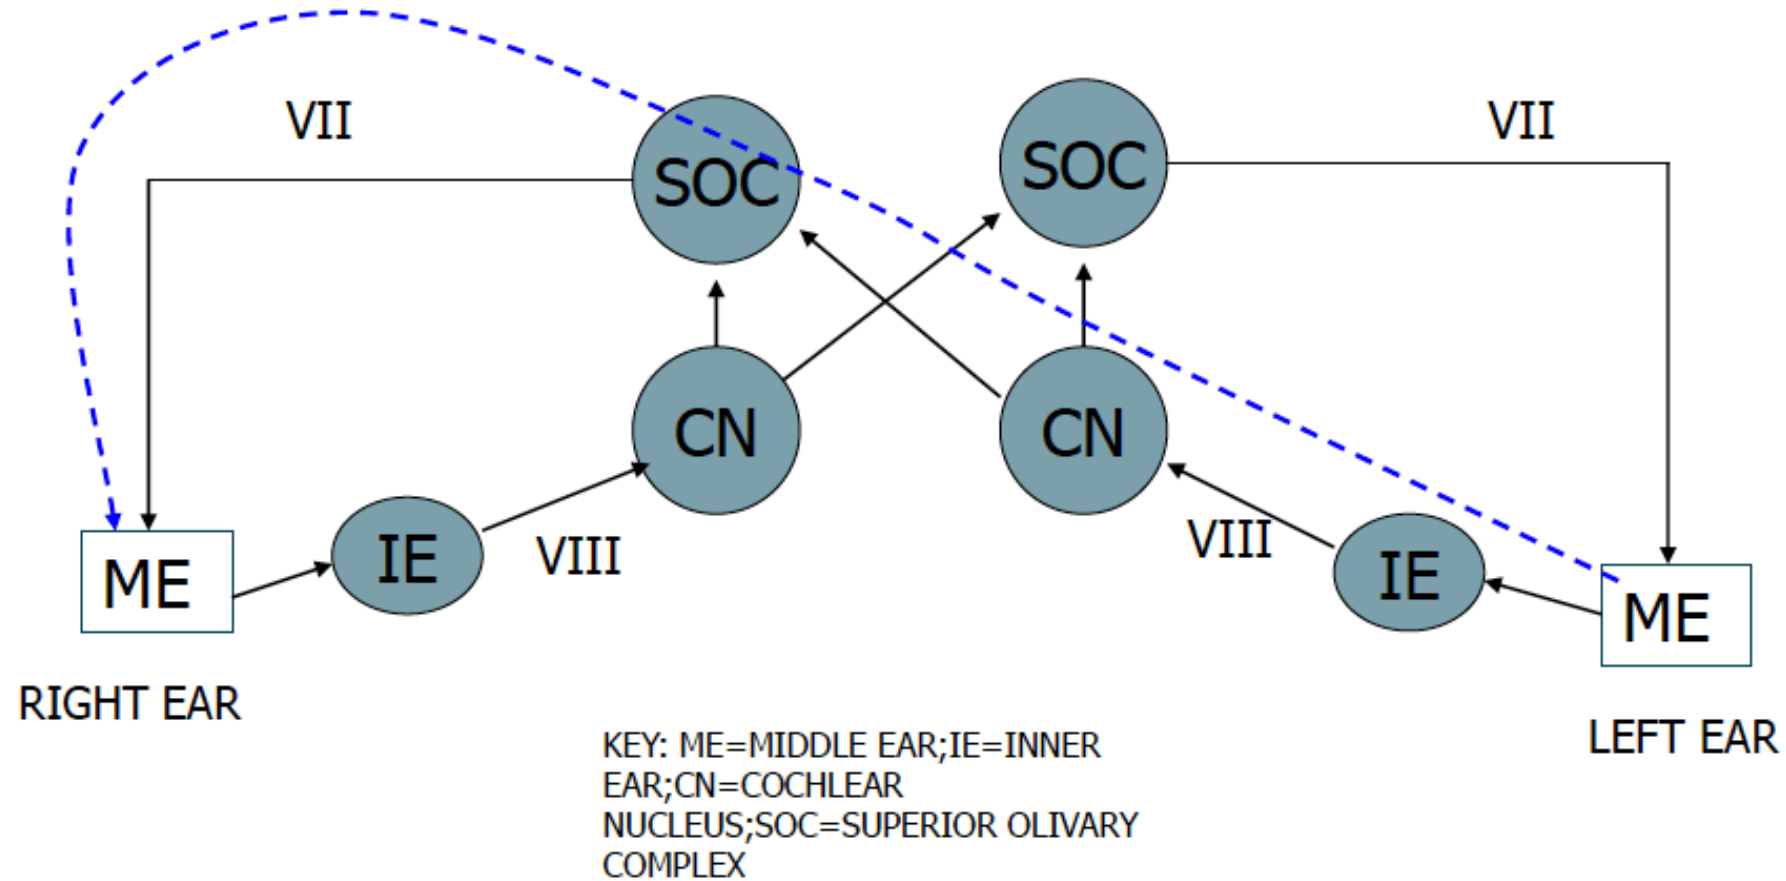 VII
VII
SOC
SOC
CN
CN
IE
VIII
VIII
IE
ME
ME
RIGHT EAR
LEFT EAR
KEY: ME=MIDDLE EAR;IE=INNER
EAR;CN=COCHLEAR
NUCLEUS;SOC=SUPERIOR OLIVARY
COMPLEX